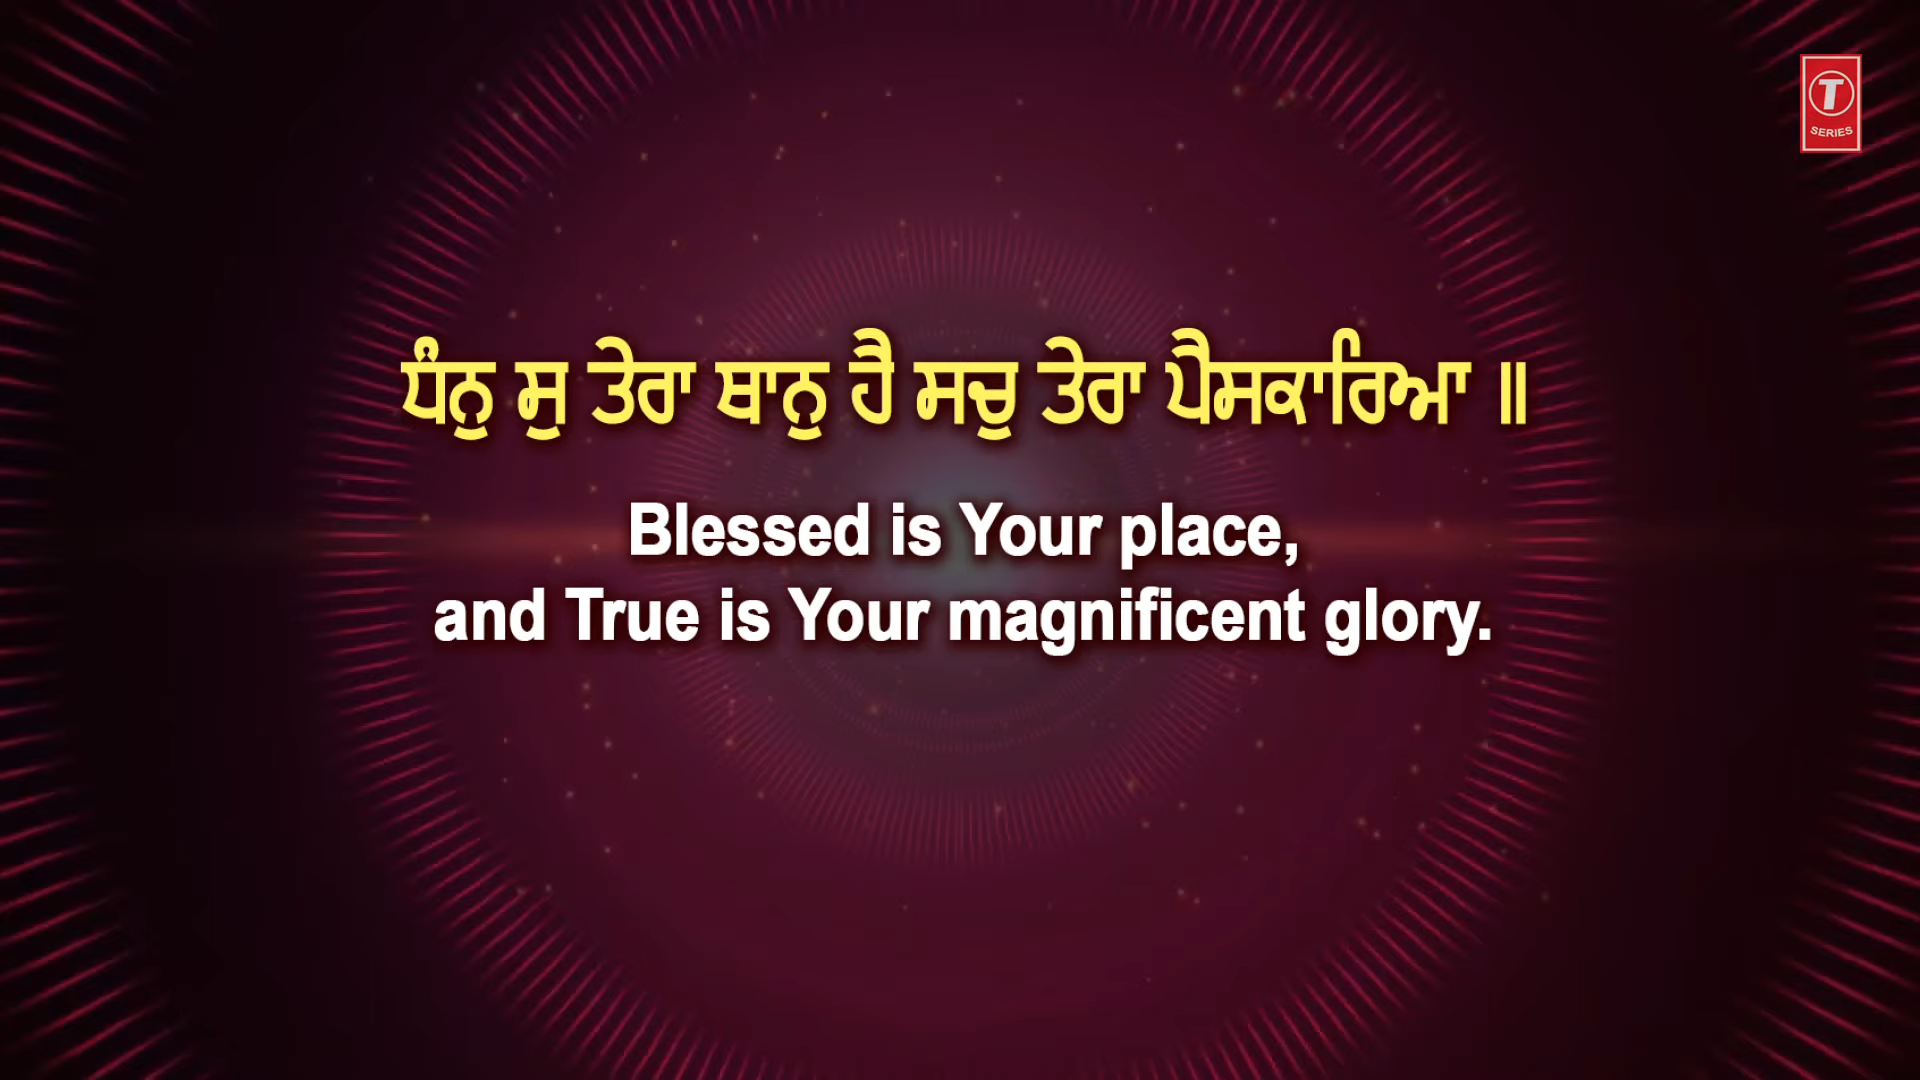 T
SERIES
ਧੰਨੁ ਸੁ ਤੇਰਾ ਥਾਨੁ ਹੈ ਸਚੁ ਤੇਰਾ ਪੈਸਕਾਰਿਆ ॥
Blessed is Your place,
and True is Your magnificent glory.